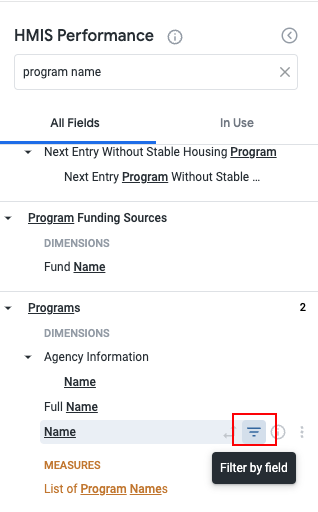 HMIS Performance
program name
All Fields
In Use
Next Entry Without Stable Housing Program
Next Entry Program Without Stable ...
Program Funding Sources
DIMENSIONS
Fund Name
Programs 2
DIMENSIONS
Agency Information
Name
Full Name
Name
Filter by field
MEASURES
List of Program Names